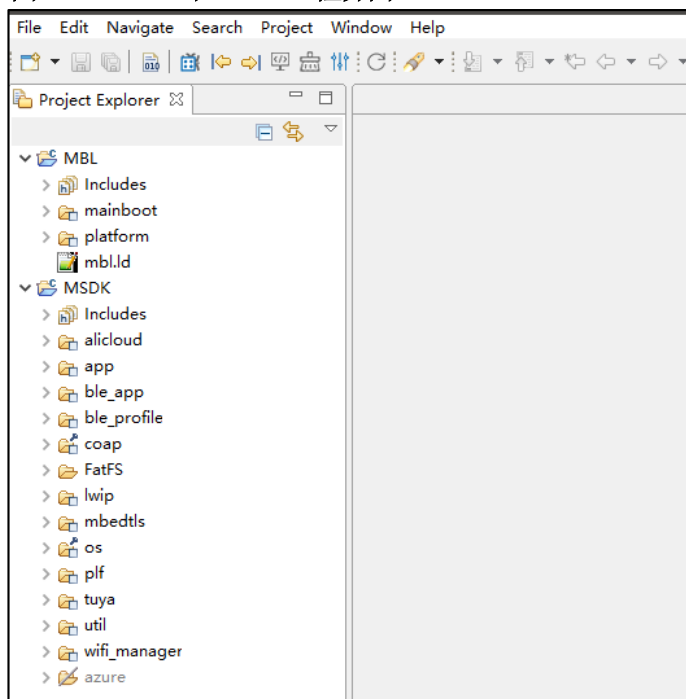 File Edit Navigate Search Project Window Help
Project Explorer
MBL
Includes
mainboot
platform
mbl.ld
MSDK
Includes
alicloud
app
ble_app
ble_profile
coap
FatFS
lwip
mbedtls
os
plf
tuya
util
wifi_manager
azure